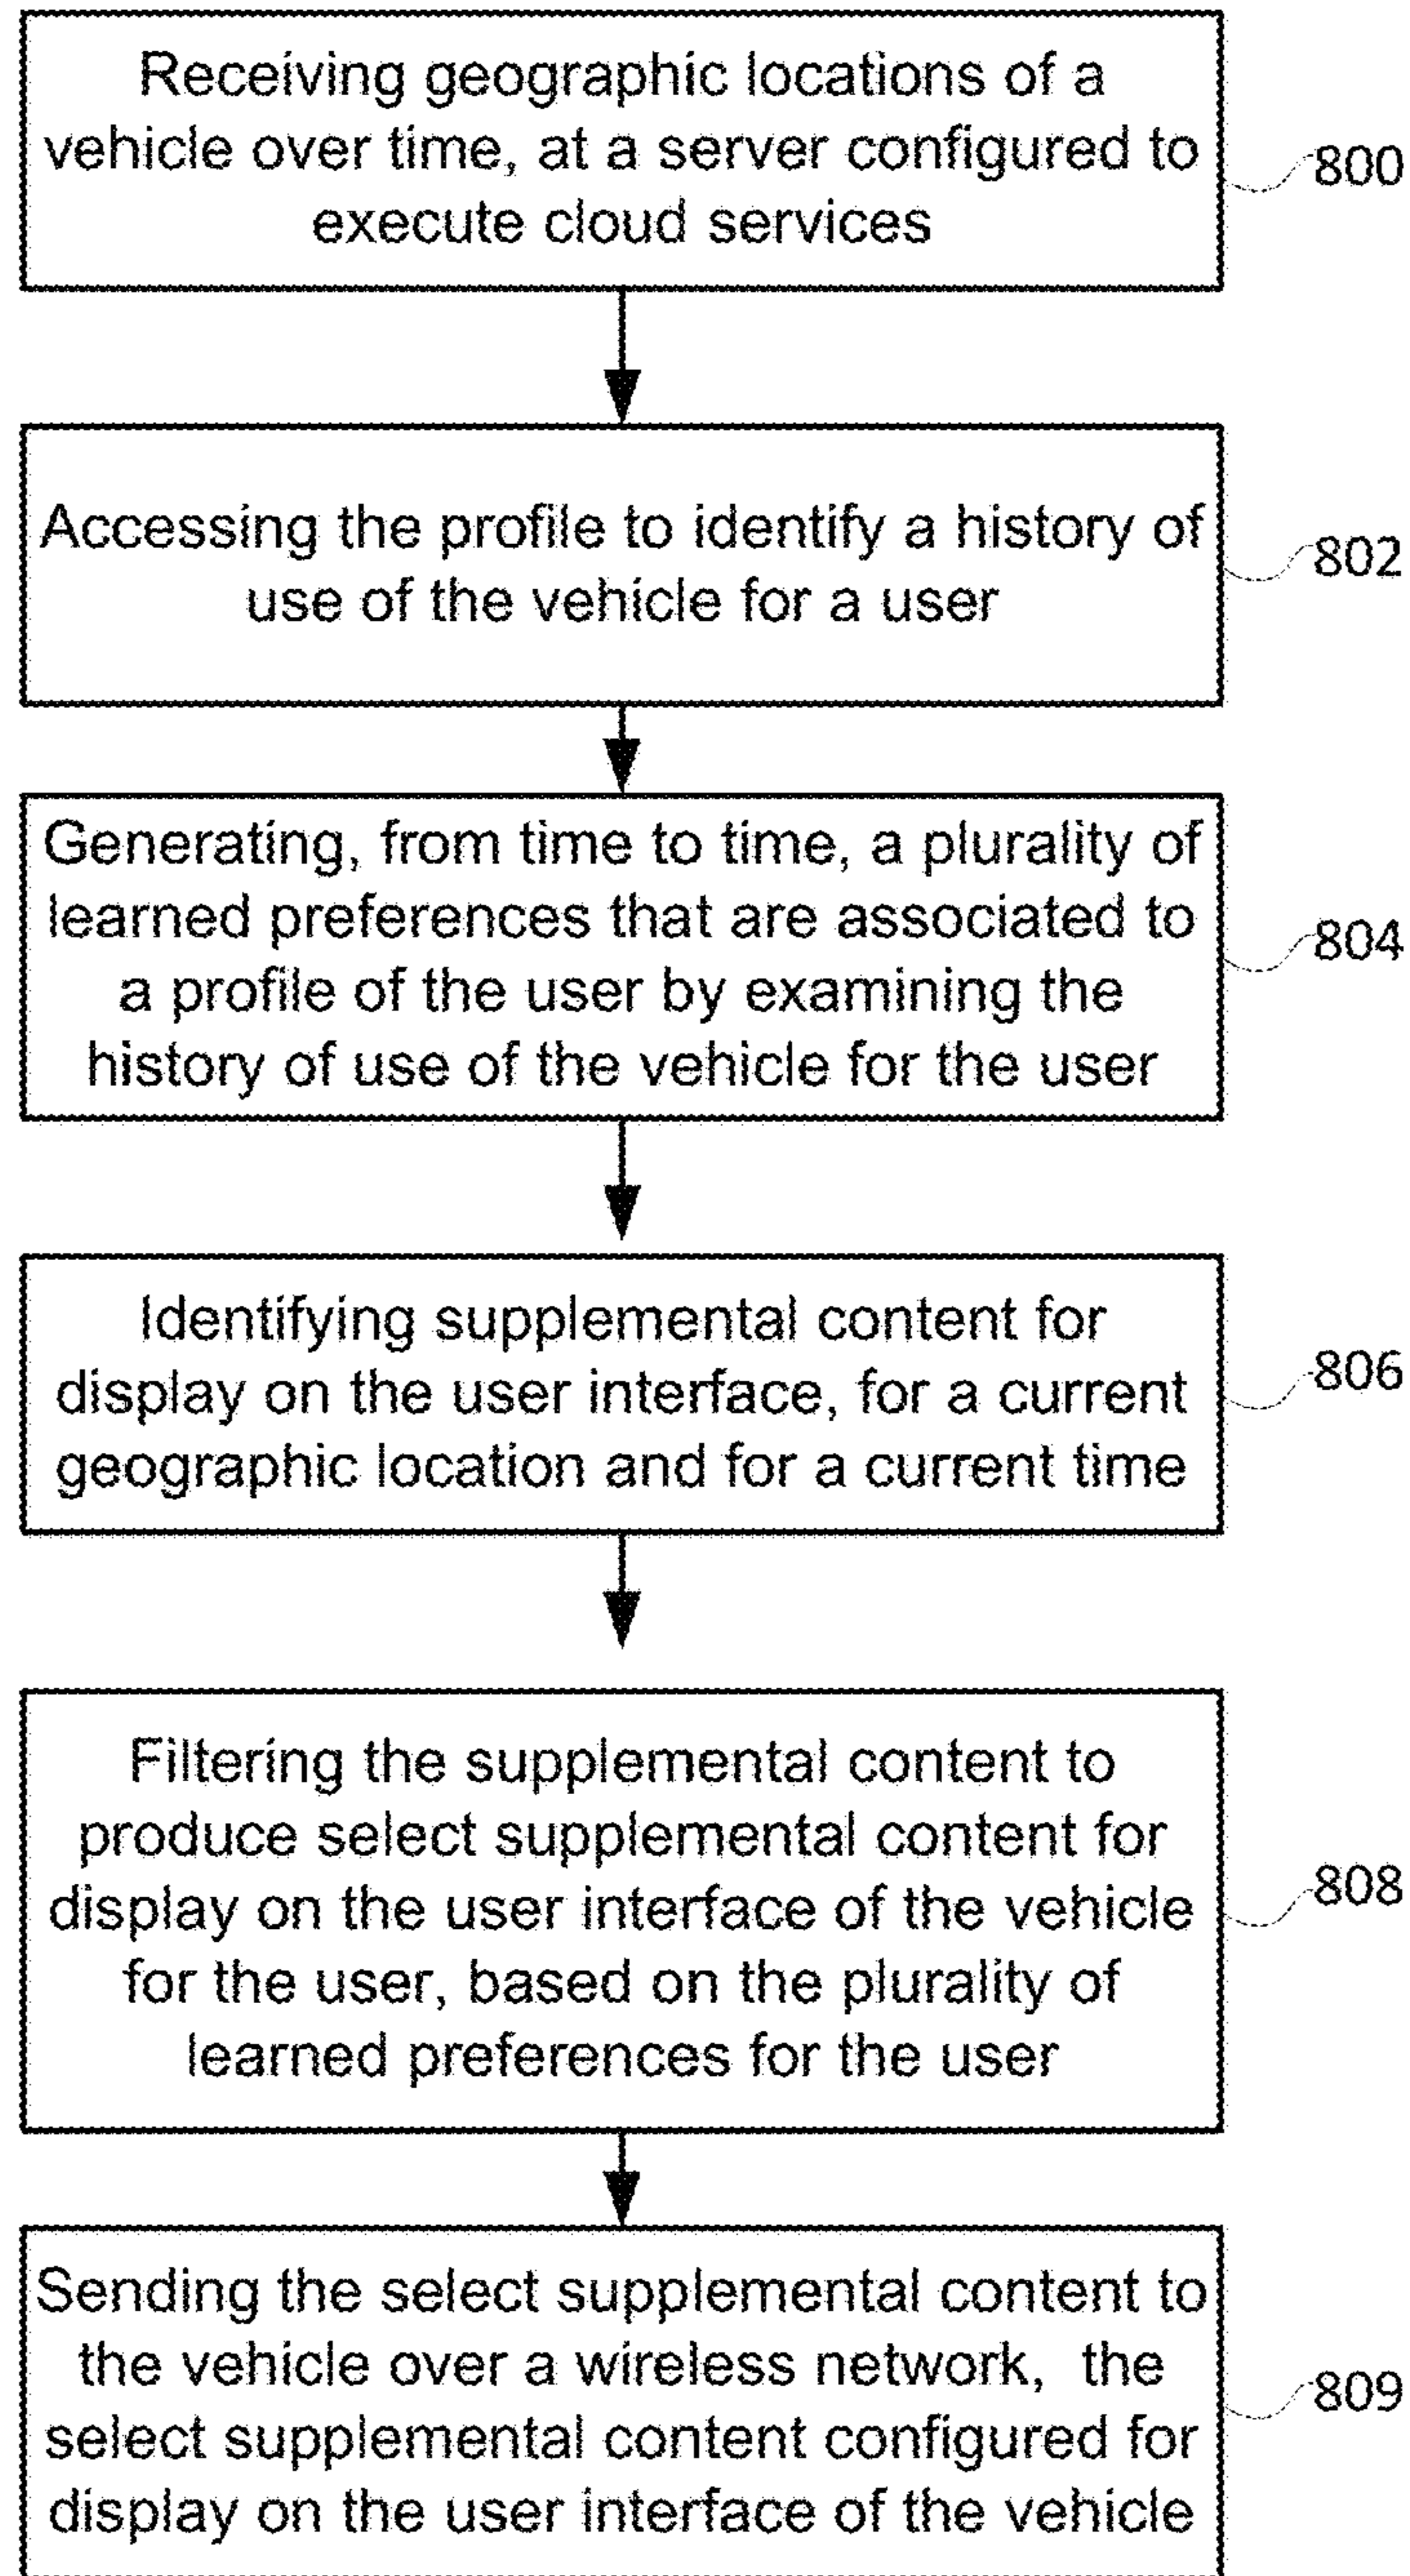 Receiving geographic locations of a
vehicle over time, at a server configured to
execute cloud services
800
Accessing the profile to identify a history of
use of the vehicle for a user
802
Generating, from time to time, a plurality of
learned preferences that are associated to
a profile of the user by examining the
history of use of the vehicle for the user
804
Identifying supplemental content for
display on the user interface, for a current
geographic location and for a current time
806
Filtering the supplemental content to
produce select supplemental content for
display on the user interface of the vehicle
for the user, based on the plurality of
learned preferences for the user
808
Sending the select supplemental content to
the vehicle over a wireless network, the
select supplemental content configured for
display on the user interface of the vehicle
809